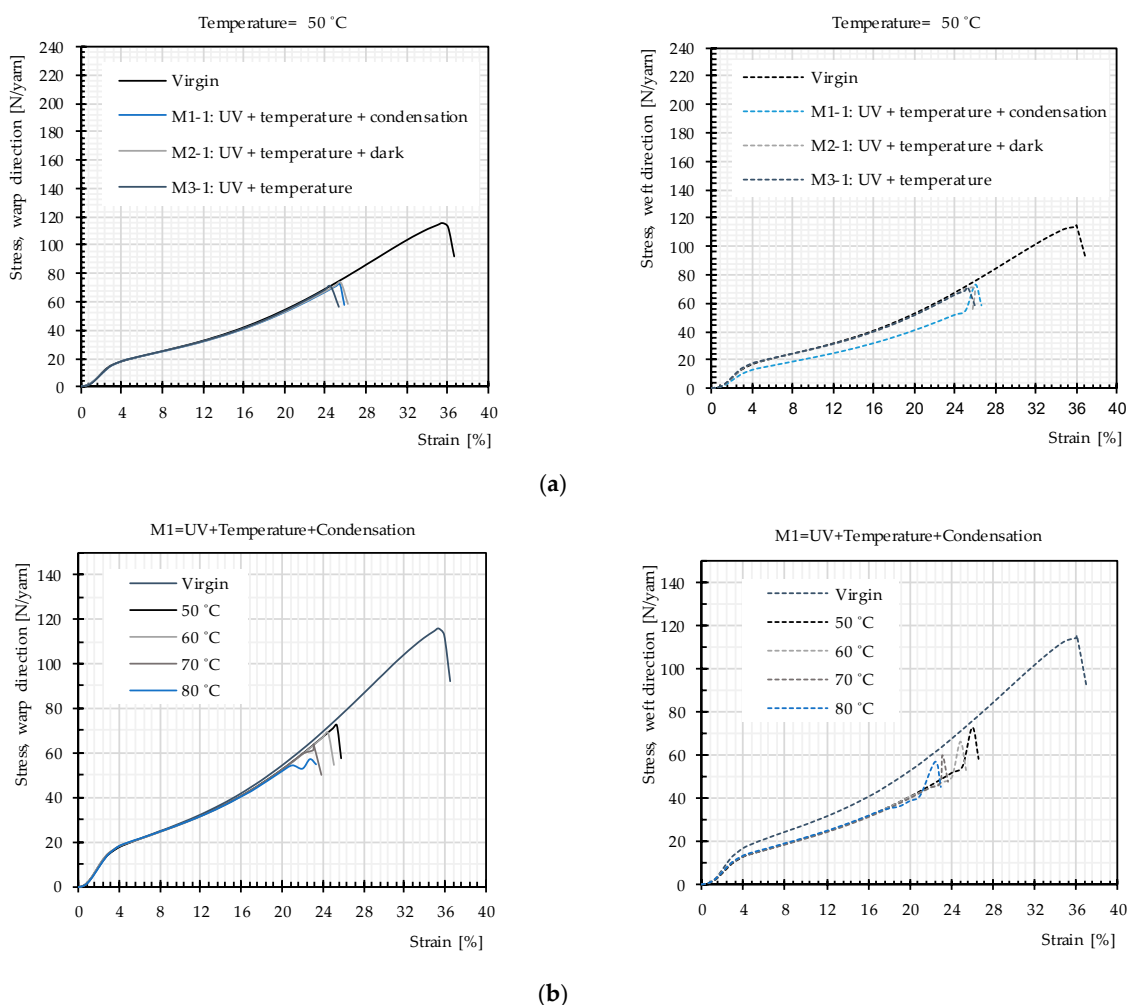 Temperature= 50 ˚C
Stress, warp direction [N/yarn]
240
220
200
180
160
140
120
100
80
60
40
20
0
Virgin
M1-1: UV + temperature + condensation
M2-1: UV + temperature + dark
M3-1: UV + temperature
0 4 8 12 16 20 24 28 32 36 40
Strain [%]
Temperature= 50 ˚C
Stress, weft direction [N/yarn]
240
220
200
180
160
140
120
100
80
60
40
20
0
Virgin
M1-1: UV + temperature + condensation
M2-1: UV + temperature + dark
M3-1: UV + temperature
0 4 8 12 16 20 24 28 32 36 40
Strain [%]
(a)
M1=UV+Temperature+Condensation
Stress, warp direction [N/yarn]
140
120
100
80
60
40
20
0
Virgin
50 ˚C
60 ˚C
70 ˚C
80 ˚C
0 4 8 12 16 20 24 28 32 36 40
Strain [%]
M1=UV+Temperature+Condensation
Stress, weft direction [N/yarn]
140
120
100
80
60
40
20
0
Virgin
50 ˚C
60 ˚C
70 ˚C
80 ˚C
0 4 8 12 16 20 24 28 32 36 40
Strain [%]
(b)